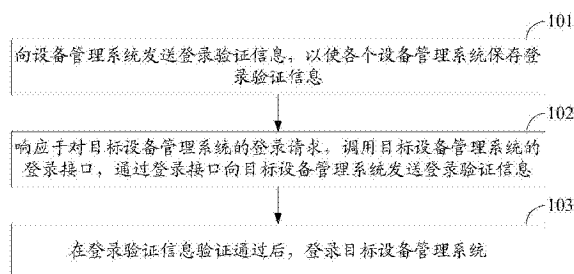 101
向设备管理系统发送登录验证信息，以使各个设备管理系统保存登
录验证信息
102
响应于对目标设备管理系统的登录请求，调用目标设备管理系统的
登录接口，通过登录接口向目标设备管理系统发送登录验证信息
103
在登录验证信息验证通过后，登录目标设备管理系统